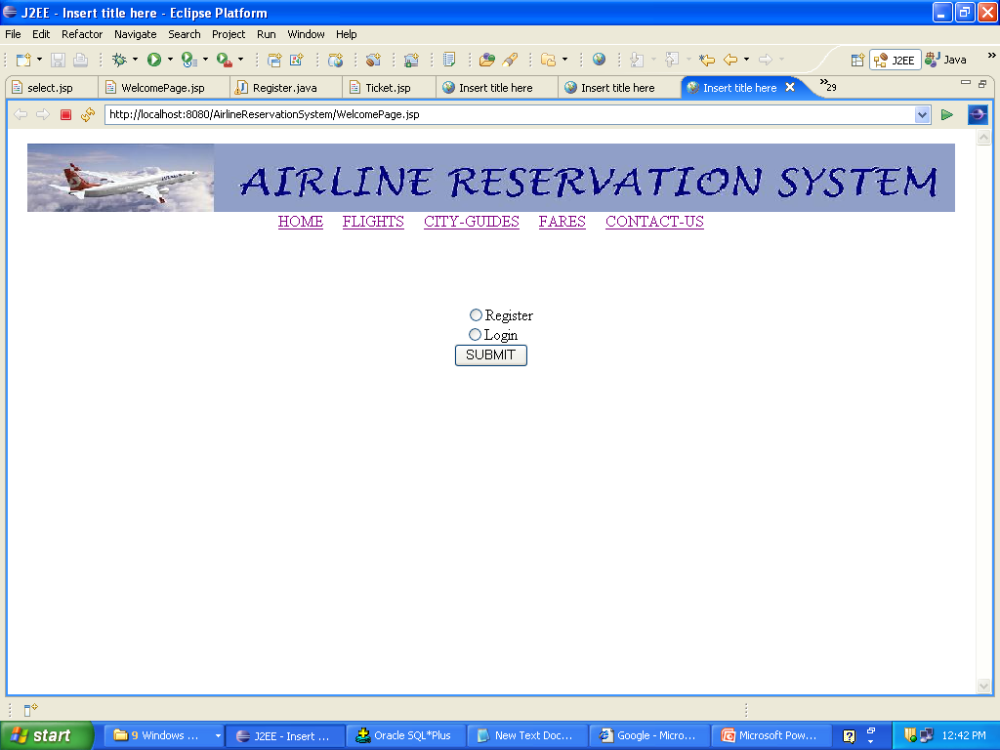 J2EE - Insert title here - Eclipse Platform
File Edit Refactor Navigate Search Project Run Window Help
J2EE Java »
select.jsp WelcomePage.jsp Register.java Ticket.jsp Insert title here Insert title here Insert title here »29
http://localhost:8080/AirlineReservationSystem/WelcomePage.jsp
AIRLINE RESERVATION SYSTEM
HOME FLIGHTS CITY-GUIDES FARES CONTACT-US
Register
Login
SUBMIT
start 9 Windows ... J2EE - Insert ... Oracle SQL*Plus New Text Doc... Google - Micro... Microsoft Pow... 12:42 PM